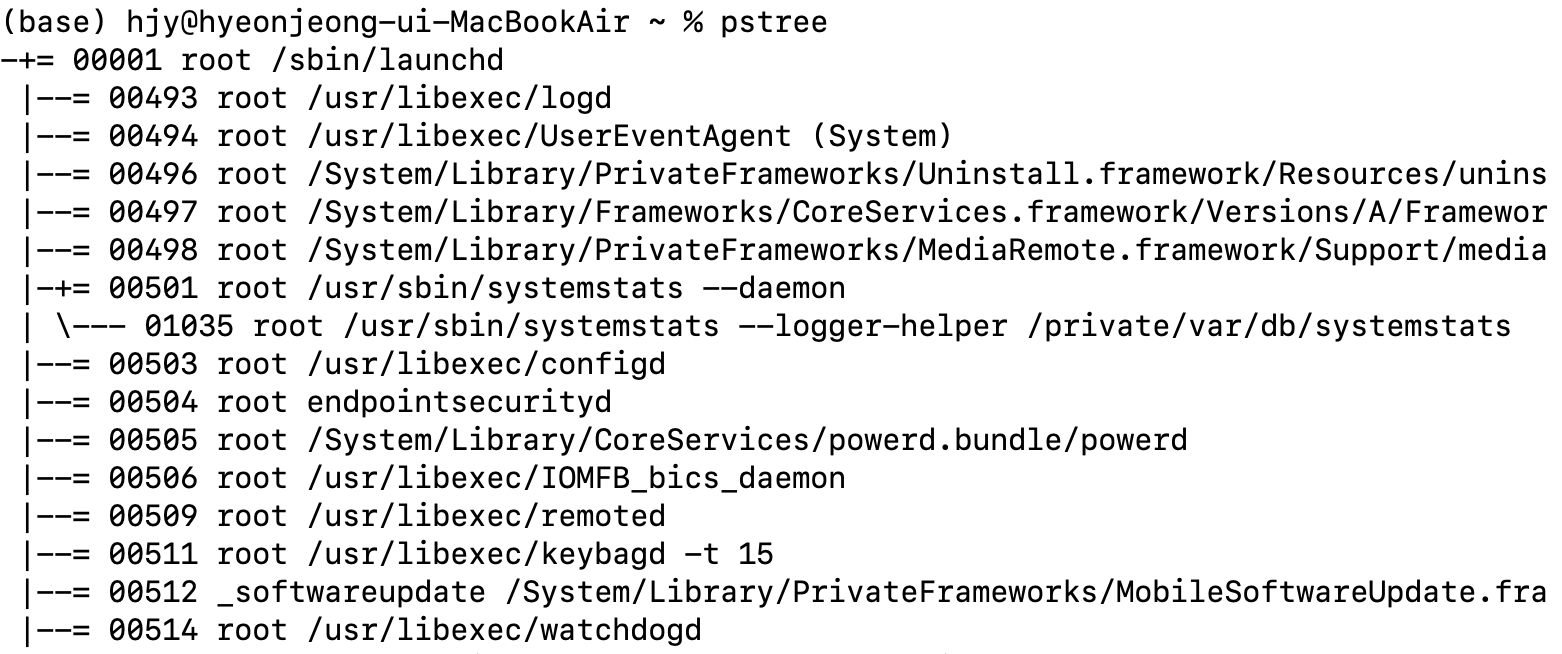 (base) hjy@hyeonjeong-ui-MacBookAir ~ % pstree
-+= 00001 root /sbin/launchd
 |--= 00493 root /usr/libexec/logd
 |--= 00494 root /usr/libexec/UserEventAgent (System)
 |--= 00496 root /System/Library/PrivateFrameworks/Uninstall.framework/Resources/unins
 |--= 00497 root /System/Library/Frameworks/CoreServices.framework/Versions/A/Framewor
 |--= 00498 root /System/Library/PrivateFrameworks/MediaRemote.framework/Support/media
 |-+= 00501 root /usr/sbin/systemstats --daemon
 | \--- 01035 root /usr/sbin/systemstats --logger-helper /private/var/db/systemstats
 |--= 00503 root /usr/libexec/configd
 |--= 00504 root endpointsecurityd
 |--= 00505 root /System/Library/CoreServices/powerd.bundle/powerd
 |--= 00506 root /usr/libexec/IOMFB_bics_daemon
 |--= 00509 root /usr/libexec/remoted
 |--= 00511 root /usr/libexec/keybagd -t 15
 |--= 00512 _softwareupdate /System/Library/PrivateFrameworks/MobileSoftwareUpdate.fra
 |--= 00514 root /usr/libexec/watchdogd